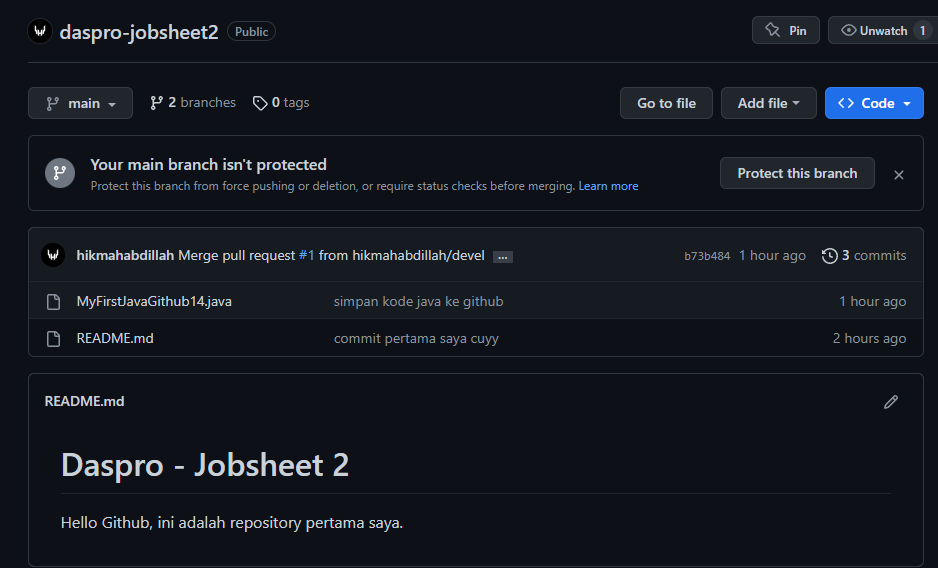 daspro-jobsheet2 Public Pin Unwatch 1
main 2 branches 0 tags Go to file Add file <> Code
Your main branch isn't protected
Protect this branch from force pushing or deletion, or require status checks before merging. Learn more
Protect this branch
hikmahabdillah Merge pull request #1 from hikmahabdillah/devel ... b73b484 1 hour ago 3 commits
MyFirstJavaGithub14.java simpan kode java ke github 1 hour ago
README.md commit pertama saya cuyy 2 hours ago
README.md
Daspro - Jobsheet 2
Hello Github, ini adalah repository pertama saya.